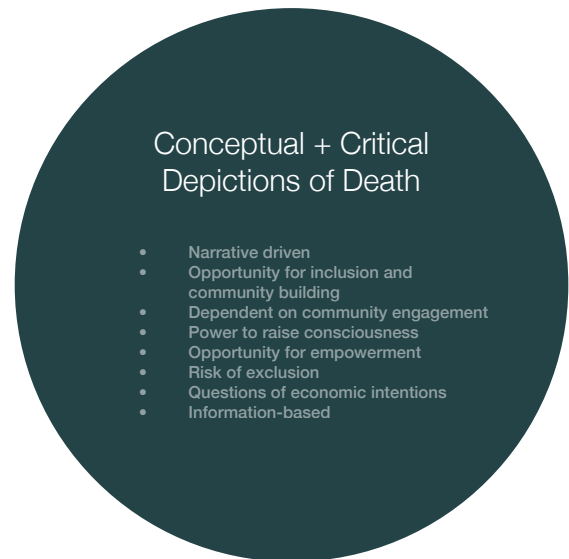 Conceptual + Critical
Depictions of Death
• Narrative driven
• Opportunity for inclusion and
community building
• Dependent on community engagement
• Power to raise consciousness
• Opportunity for empowerment
• Risk of exclusion
• Questions of economic intentions
• Information-based